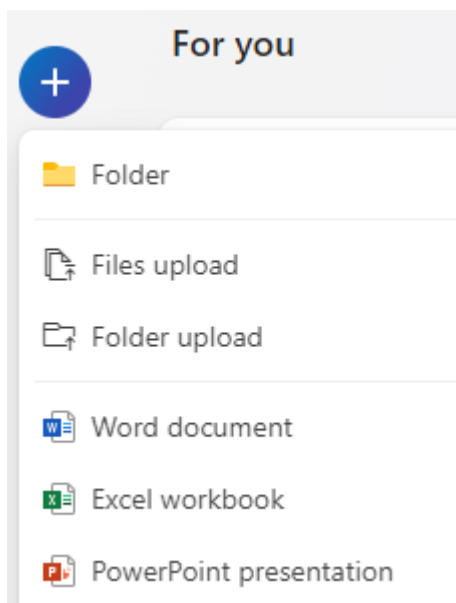 For you
Folder
Files upload
Folder upload
Word document
Excel workbook
PowerPoint presentation